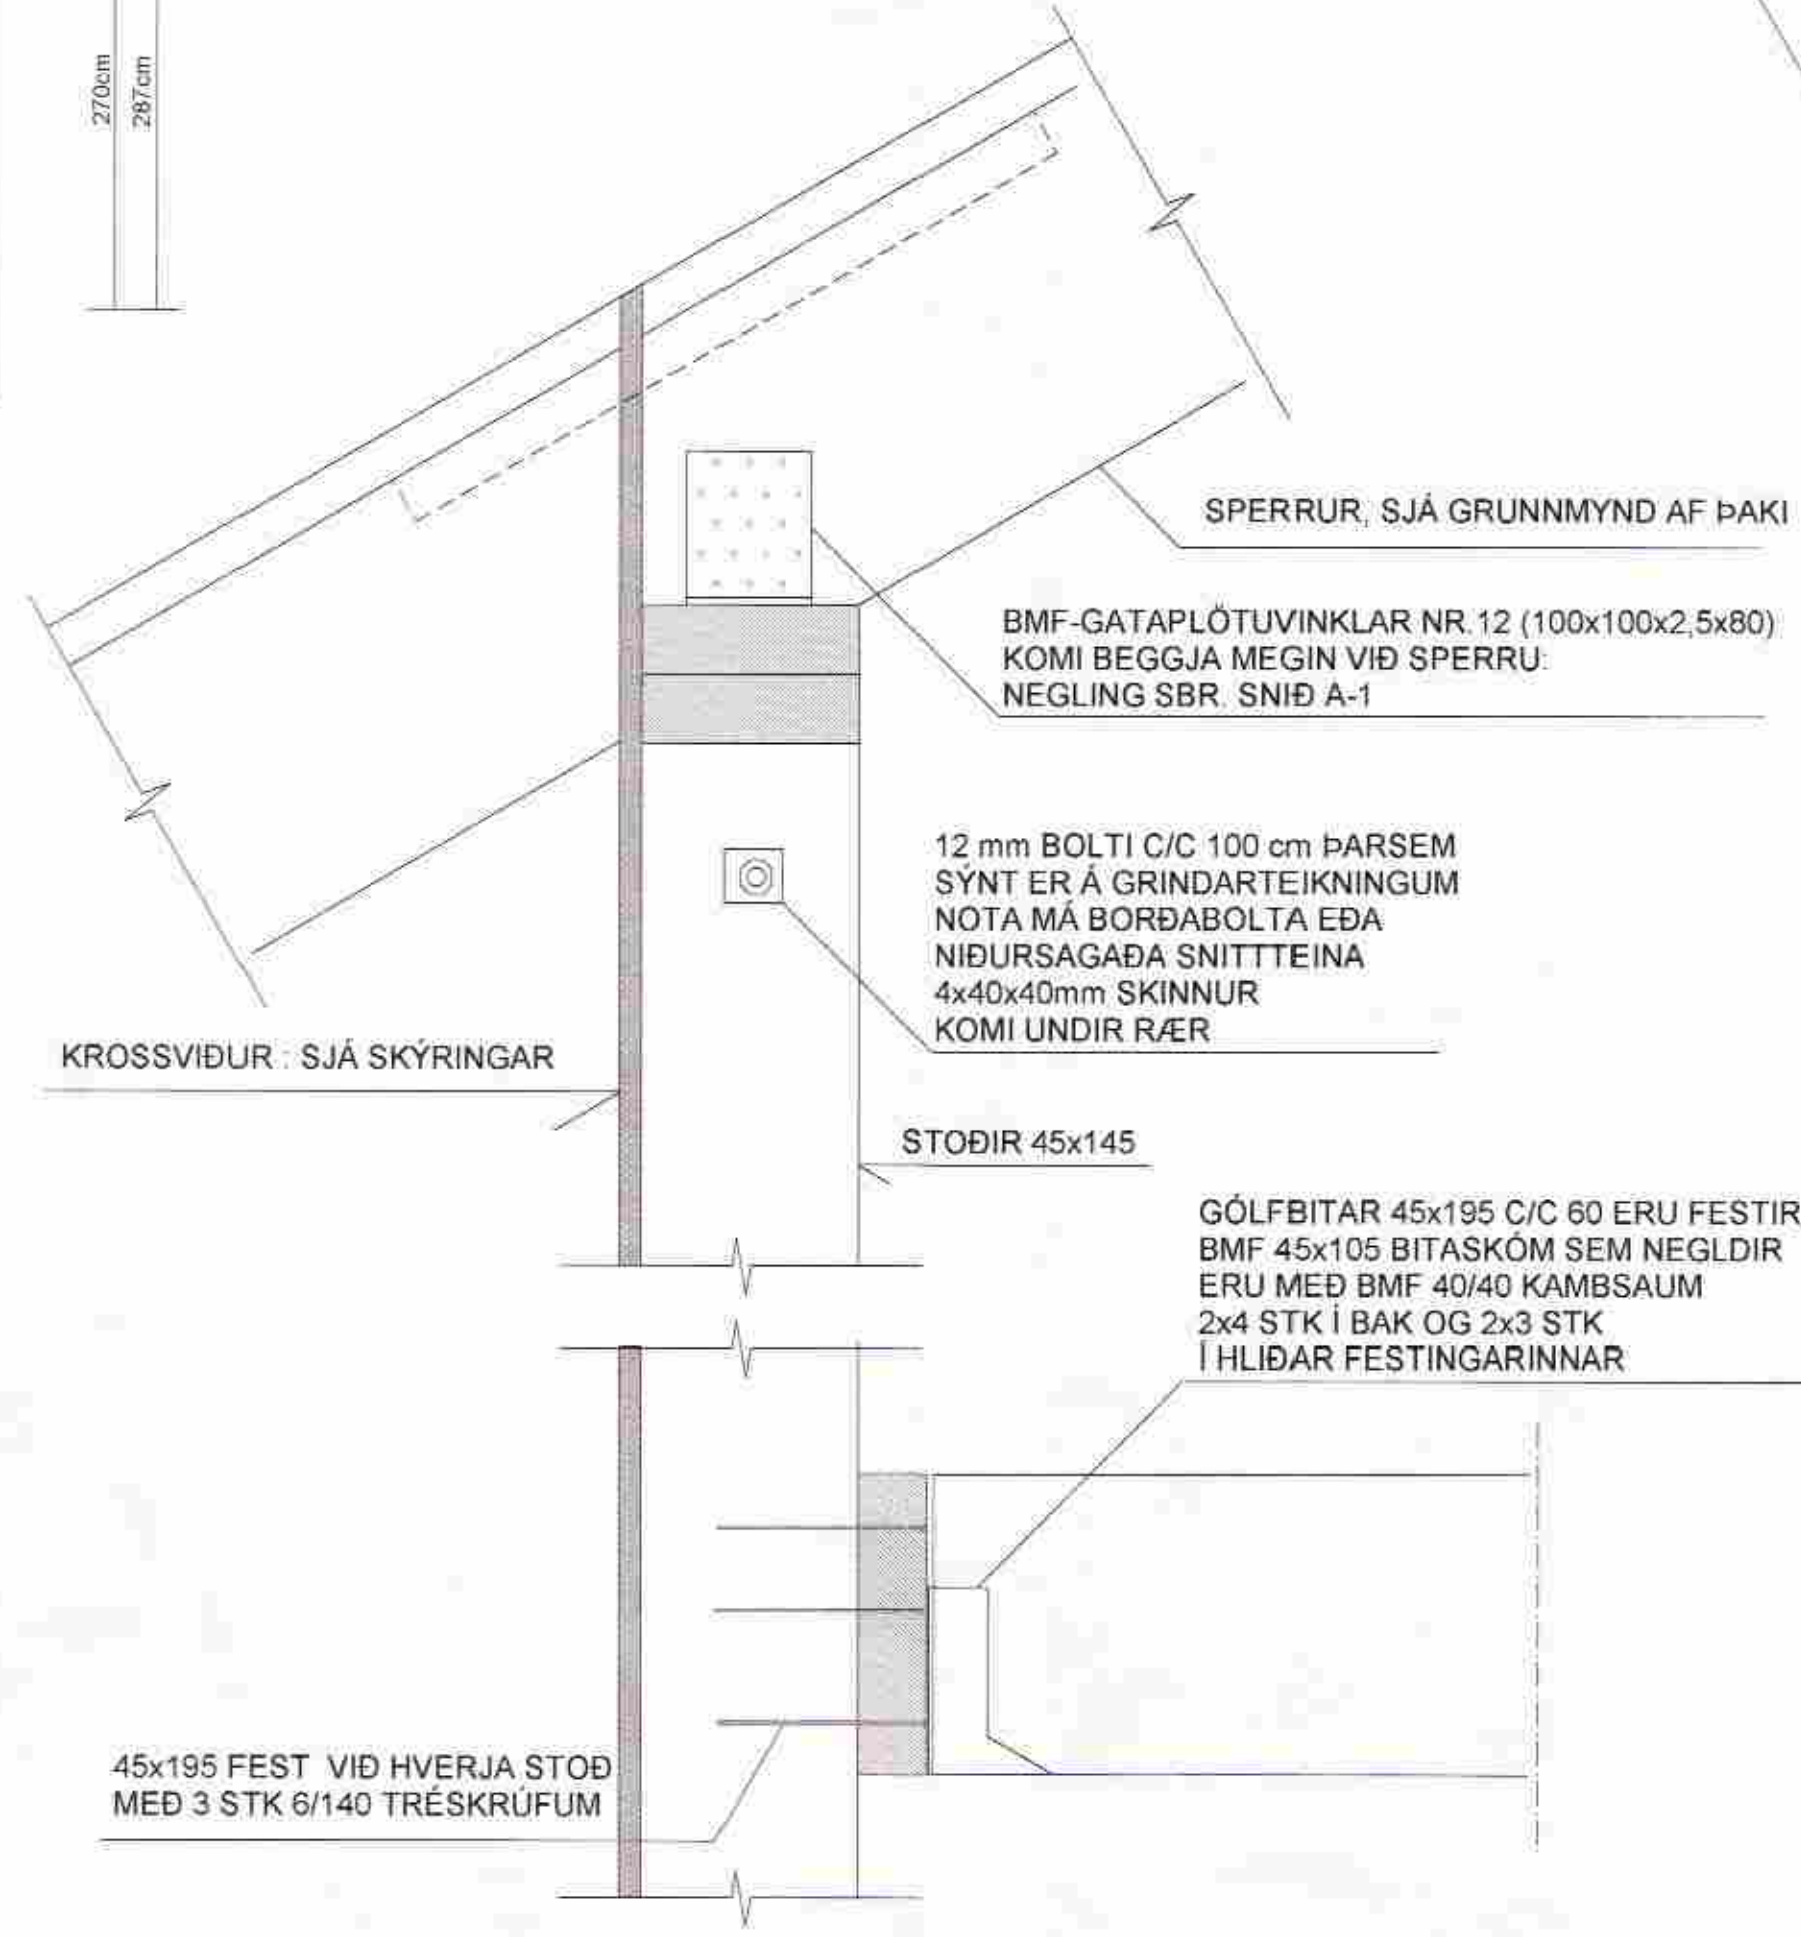 270cm
287cm
SPERRUR, SJÁ GRUNNMYND AF ÞAKI
BMF-GATAPLÖTUVINKLAR NR.12 (100x100x2,5x80)
KOMI BEGGJA MEGIN VIÐ SPERRU:
NEGLING SBR. SNIÐ A-1
12 mm BOLTI C/C 100 cm ÞARSEM
SÝNT ER Á GRINDARTEIKNINGUM
NOTA MÁ BORÐABOLTA EÐA
NIÐURSAGAÐA SNITTTEINA
4x40x40mm SKINNUR
KOMI UNDIR RÆR
KROSSVIÐUR : SJÁ SKÝRINGAR
STOÐIR 45x145
GÓLFBITAR 45x195 C/C 60 ERU FESTIR
BMF 45x105 BITASKÓM SEM NEGLDIR
ERU MEÐ BMF 40/40 KAMBSAUM
2x4 STK Í BAK OG 2x3 STK
Í HLIÐAR FESTINGARINNAR
45x195 FEST VIÐ HVERJA STOÐ
MEÐ 3 STK 6/140 TRÉSKRÚFUM